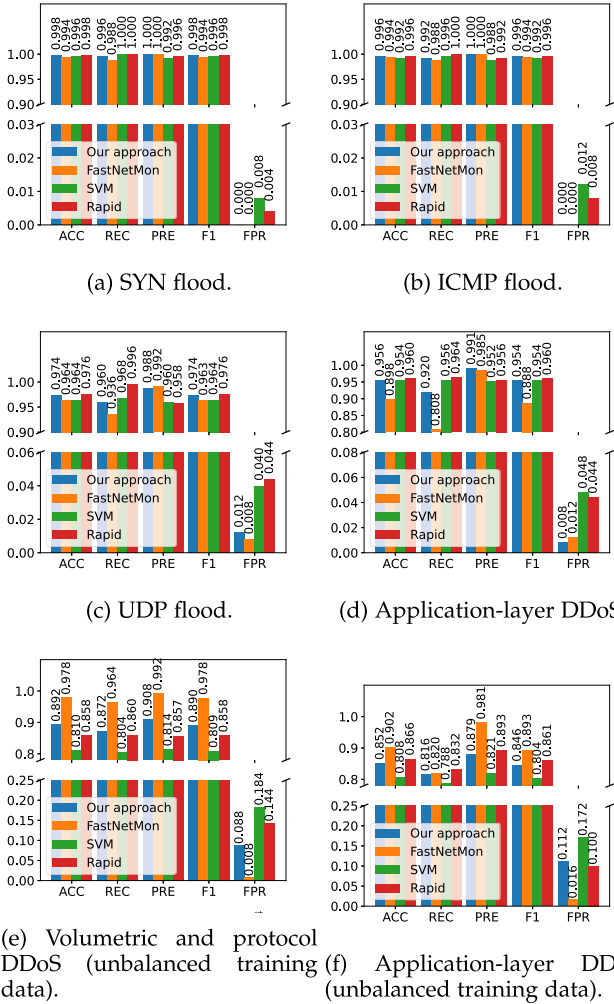 0.998 0.994 0.996 0.998 0.996 0.988 1.000 1.000 1.000 1.000 0.992 0.996 0.998 0.994 0.996 0.998
1.00
0.95
0.90
0.03
0.02
0.01
0.00
Our approach
FastNetMon
SVM
Rapid
0.000 0.000 0.008 0.004
ACC REC PRE F1 FPR
(a) SYN flood.
0.996 0.994 0.992 0.996 0.992 0.988 0.996 1.000 1.000 1.000 0.988 0.992 0.996 0.994 0.992 0.996
1.00
0.95
0.90
0.03
0.02
0.01
0.00
Our approach
FastNetMon
SVM
Rapid
0.000 0.000 0.012 0.008
ACC REC PRE F1 FPR
(b) ICMP flood.
0.974 0.964 0.964 0.976 0.960 0.936 0.968 0.996 0.988 0.992 0.960 0.958 0.974 0.963 0.964 0.976
1.00
0.95
0.90
0.06
0.04
0.02
0.00
Our approach
FastNetMon
SVM
Rapid
0.012 0.008 0.040 0.044
ACC REC PRE F1 FPR
(c) UDP flood.
0.956 0.898 0.954 0.960 0.920 0.808 0.956 0.964 0.991 0.985 0.952 0.956 0.954 0.888 0.954 0.960
1.00
0.95
0.90
0.85
0.80
0.08
0.06
0.04
0.02
0.00
Our approach
FastNetMon
SVM
Rapid
0.008 0.012 0.048 0.044
ACC REC PRE F1 FPR
(d) Application-layer DDoS
0.892 0.978 0.810 0.858 0.872 0.964 0.804 0.860 0.908 0.992 0.814 0.857 0.890 0.978 0.809 0.858
1.0
0.9
0.8
0.25
0.20
0.15
0.10
0.05
0.00
Our approach
FastNetMon
SVM
Rapid
0.088 0.008 0.184 0.144
ACC REC PRE F1 FPR
(e) Volumetric and protocol
DDoS (unbalanced training
data).
0.852 0.902 0.808 0.866 0.816 0.820 0.788 0.832 0.879 0.981 0.821 0.893 0.846 0.893 0.804 0.861
1.0
0.9
0.8
0.25
0.20
0.15
0.10
0.05
0.00
Our approach
FastNetMon
SVM
Rapid
0.112 0.016 0.172 0.100
ACC REC PRE F1 FPR
(f) Application-layer DD
(unbalanced training data).